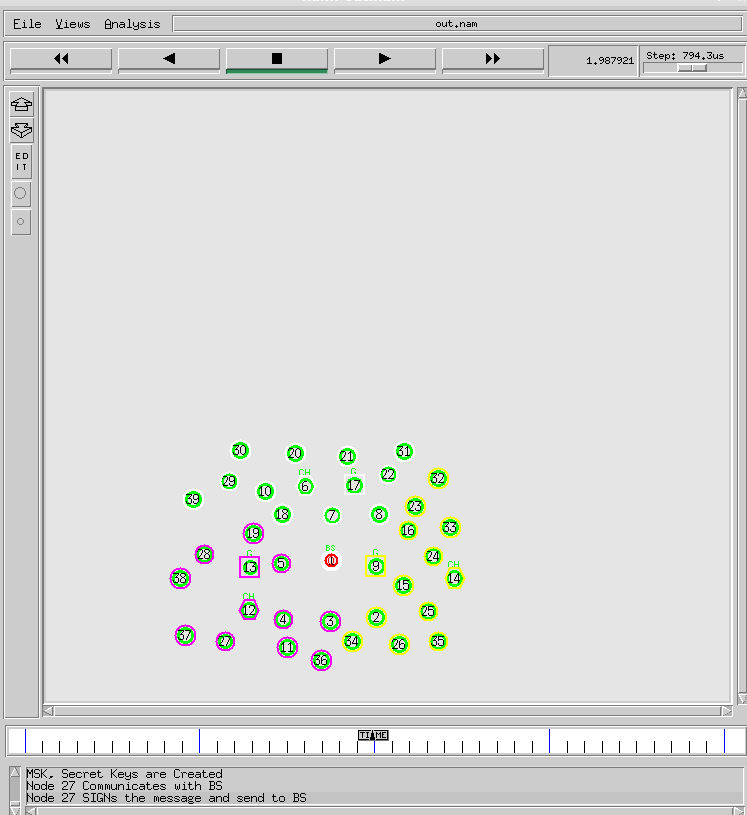 File Views Analysis out.nam
1.987921 Step: 794.3us
ED
IT
30 20 21 31
CH G
29 10 6 17 22 32
39 18 7 8 23
19 16 33
BS
28 G 5 G 24 CH
38 13 9 15 14
CH
12 4 3 2 25
37 27 11 36 34 26 35
TIME
MSK, Secret Keys are Created
Node 27 Communicates with BS
Node 27 SIGNs the message and send to BS